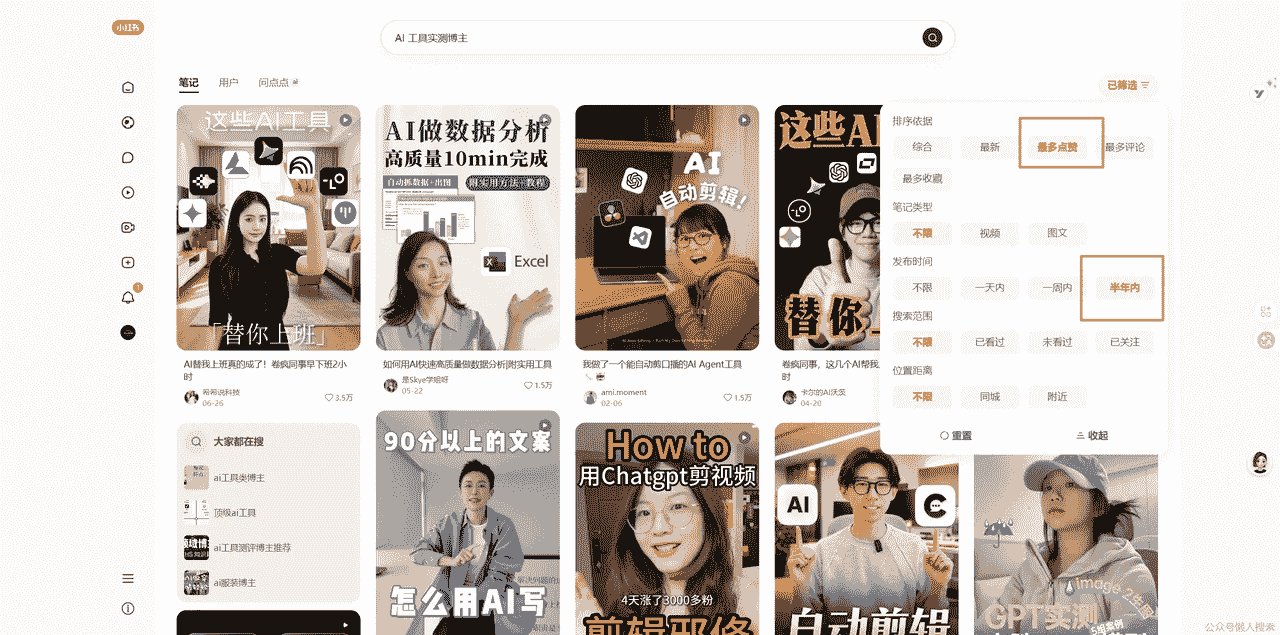 小红书
AI 工具实测博主
笔记
用户
问点点
已筛选
这些AI工具
「替你上班」
AI替我上班真的成了！卷疯同事早下班2小
时
希希说科技
06-26
3.5万
AI做数据分析
高质量10min完成
自动抓数据+出图
附实用方法+教程
Excel
如何用AI快速高质量做数据分析|附实用工具
是Skye学姐好
05-22
1.5万
AI
自动剪辑!
我做了一个能自动剪口播的AI Agent工具
ami.moment
02-06
1.5万
这些AI
替你
卷疯同事，这几个AI帮我
时
卡尔的AI沃茨
04-20
排序依据
综合
最新
最多点赞
最多评论
最多收藏
笔记类型
不限
视频
图文
发布时间
不限
一天内
一周内
半年内
搜索范围
不限
已看过
未看过
已关注
位置距离
不限
同城
附近
重置
收起
大家都在搜
ai工具类博主
顶级ai工具
ai工具测评博主推荐
ai服装博主
90分以上的文案
怎么用AI写
How to
用Chatgpt剪视频
4天涨了3000多粉
剪辑邪修
AI
自动剪辑
image 2
GPT实测
公众号懒人搜索